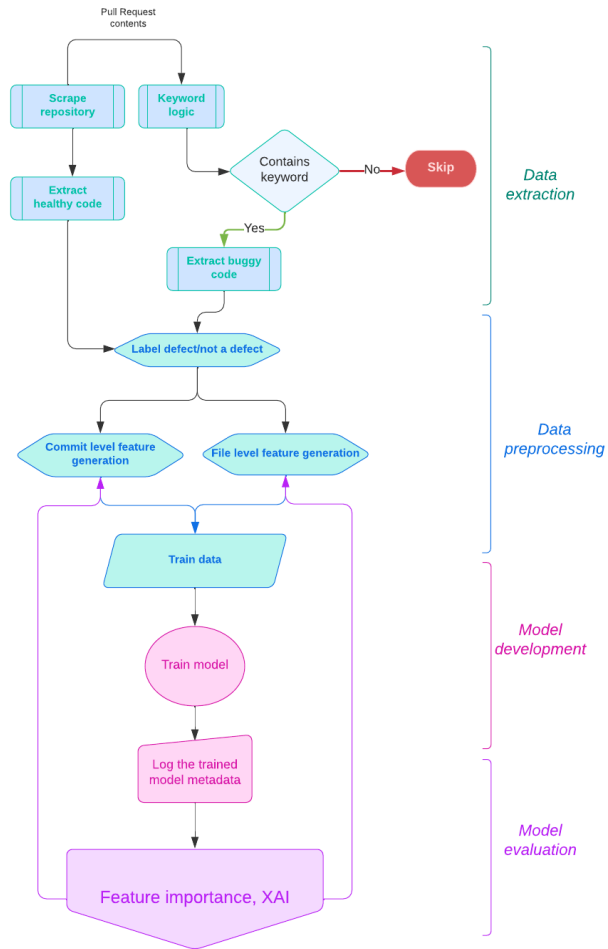 Pull Request
contents
Scrape
repository
Keyword
logic
Contains
keyword
No
Skip
Data
extraction
Extract
healthy code
Yes
Extract buggy
code
Label defect/not a defect
Commit level feature
generation
File level feature generation
Data
preprocessing
Train data
Train model
Model
development
Log the trained
model metadata
Model
evaluation
Feature importance, XAI